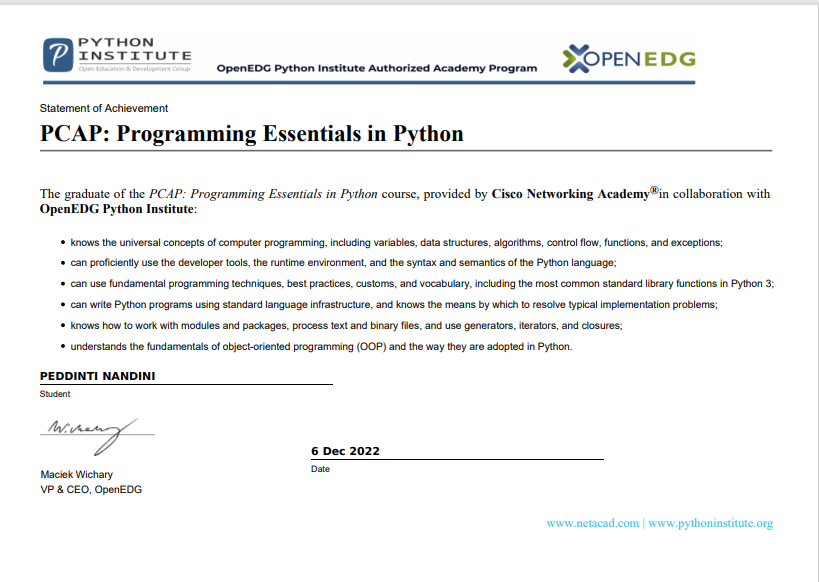 PYTHON
INSTITUTE
Open Education & Development Group
OpenEDG Python Institute Authorized Academy Program
OPENEDG
Statement of Achievement
PCAP: Programming Essentials in Python
The graduate of the PCAP: Programming Essentials in Python course, provided by Cisco Networking Academy®in collaboration with
OpenEDG Python Institute:
• knows the universal concepts of computer programming, including variables, data structures, algorithms, control flow, functions, and exceptions;
• can proficiently use the developer tools, the runtime environment, and the syntax and semantics of the Python language;
• can use fundamental programming techniques, best practices, customs, and vocabulary, including the most common standard library functions in Python 3;
• can write Python programs using standard language infrastructure, and knows the means by which to resolve typical implementation problems;
• knows how to work with modules and packages, process text and binary files, and use generators, iterators, and closures;
• understands the fundamentals of object-oriented programming (OOP) and the way they are adopted in Python.
PEDDINTI NANDINI
Student
W.Wichary
6 Dec 2022
Date
Maciek Wichary
VP & CEO, OpenEDG
www.netacad.com | www.pythoninstitute.org